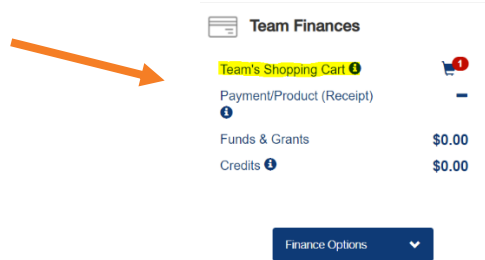 Team Finances
Team's Shopping Cart
1
Payment/Product (Receipt)
Funds & Grants $0.00
Credits $0.00
Finance Options